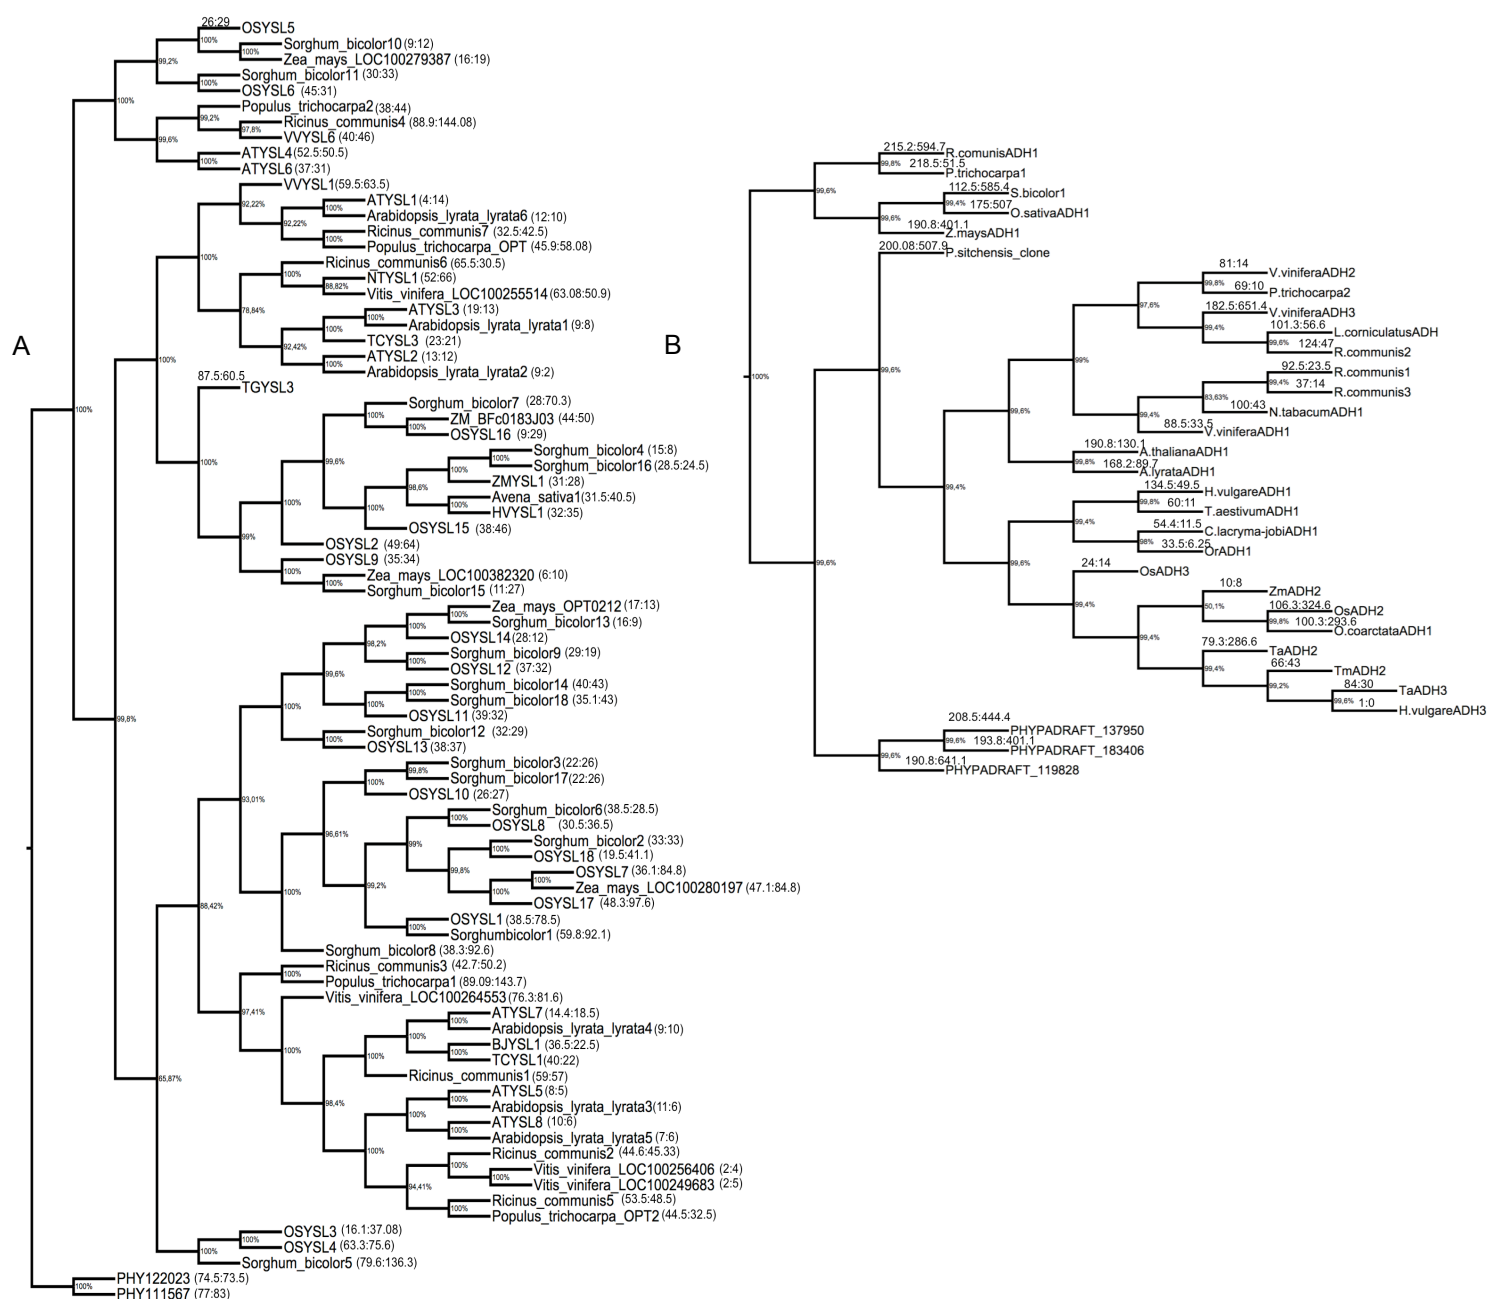 A
26:29
OSYSL5
100%
Sorghum_bicolor10 (9:12)
100%
Zea_mays_LOC100279387 (16:19)
99,2%
Sorghum_bicolor11 (30:33)
100%
OSYSL6 (45:31)
100%
Populus_trichocarpa2 (38:44)
99,2%
Ricinus_communis4 (88.9:144.08)
97,8%
VVYSL6 (40:46)
99,6%
ATYSL4 (52.5:50.5)
100%
ATYSL6 (37:31)
VVYSL1 (59.5:63.5)
92,22%
ATYSL1 (4:14)
100%
Arabidopsis_lyrata_lyrata6 (12:10)
92,22%
Ricinus_communis7 (32.5:42.5)
100%
Populus_trichocarpa_OPT (45.9:58.08)
100%
Ricinus_communis6 (65.5:30.5)
100%
NTYSL1 (52:66)
88,82%
Vitis_vinifera_LOC100255514 (63.08:50.9)
78,84%
ATYSL3 (19:13)
100%
Arabidopsis_lyrata_lyrata1 (9:8)
100%
TCYSL3 (23:21)
92,42%
ATYSL2 (13:12)
100%
Arabidopsis_lyrata_lyrata2 (9:2)
100%
87.5:60.5
TGYSL3
100%
100%
Sorghum_bicolor7 (28:70.3)
100%
ZM_BFc0183J03 (44:50)
100%
OSYSL16 (9:29)
99,6%
Sorghum_bicolor4 (15:8)
100%
Sorghum_bicolor16 (28.5:24.5)
100%
ZMYSL1 (31:28)
98,6%
Avena_sativa1 (31.5:40.5)
100%
HVYSL1 (32:35)
100%
OSYSL15 (38:46)
100%
OSYSL2 (49:64)
99%
OSYSL9 (35:34)
100%
Zea_mays_LOC100382320 (6:10)
100%
Sorghum_bicolor15 (11:27)
Zea_mays_OPT0212 (17:13)
100%
Sorghum_bicolor13 (16:9)
100%
OSYSL14 (28:12)
98,2%
Sorghum_bicolor9 (29:19)
100%
OSYSL12 (37:32)
99,6%
Sorghum_bicolor14 (40:43)
100%
Sorghum_bicolor18 (35.1:43)
100%
OSYSL11 (39:32)
100%
Sorghum_bicolor12 (32:29)
100%
OSYSL13 (38:37)
99,8%
Sorghum_bicolor3 (22:26)
99,8%
Sorghum_bicolor17 (22:26)
100%
OSYSL10 (26:27)
93,01%
Sorghum_bicolor6 (38.5:28.5)
100%
OSYSL8 (30.5:36.5)
96,61%
99%
Sorghum_bicolor2 (33:33)
100%
OSYSL18 (19.5:41.1)
99,8%
OSYSL7 (36.1:84.8)
100%
Zea_mays_LOC100280197 (47.1:84.8)
100%
OSYSL17 (48.3:97.6)
99,2%
100%
OSYSL1 (38.5:78.5)
100%
Sorghumbicolor1 (59.8:92.1)
Sorghum_bicolor8 (38.3:92.6)
88,42%
Ricinus_communis3 (42.7:50.2)
100%
Populus_trichocarpa1 (89.09:143.7)
97,41%
Vitis_vinifera_LOC100264553 (76.3:81.6)
100%
ATYSL7 (14.4:18.5)
100%
Arabidopsis_lyrata_lyrata4 (9:10)
100%
BJYSL1 (36.5:22.5)
100%
TCYSL1 (40:22)
100%
Ricinus_communis1 (59:57)
98,4%
ATYSL5 (8:5)
100%
Arabidopsis_lyrata_lyrata3 (11:6)
100%
ATYSL8 (10:6)
100%
Arabidopsis_lyrata_lyrata5 (7:6)
100%
Ricinus_communis2 (44.6:45.33)
100%
Vitis_vinifera_LOC100256406 (2:4)
100%
Vitis_vinifera_LOC100249683 (2:5)
94,41%
Ricinus_communis5 (53.5:48.5)
100%
Populus_trichocarpa_OPT2 (44.5:32.5)
65,87%
OSYSL3 (16.1:37.08)
100%
OSYSL4 (63.3:75.6)
100%
Sorghum_bicolor5 (79.6:136.3)
PHY122023 (74.5:73.5)
100%
PHY111567 (77:83)
B
215.2:594.7
R.comunisADH1
99,8%
218.5:51.5
P.trichocarpa1
99,6%
112.5:585.4
S.bicolor1
99,4%
175:507
O.sativaADH1
99,6%
190.8:401.1
Z.maysADH1
200.08:507.9
P.sitchensis_clone
100%
99,6%
81:14
V.viniferaADH2
99,8%
69:10
P.trichocarpa2
97,6%
182.5:651.4
V.viniferaADH3
99,4%
101.3:56.6
L.corniculatusADH
99,6%
124:47
R.communis2
99%
92.5:23.5
R.communis1
99,4%
37:14
R.communis3
83,63%
100:43
N.tabacumADH1
99,4%
88.5:33.5
V.viniferaADH1
99,6%
190.8:130.1
A.thalianaADH1
99,8%
168.2:89.7
A.lyrataADH1
99,4%
134.5:49.5
H.vulgareADH1
99,8%
60:11
T.aestivumADH1
99,4%
54.4:11.5
C.lacryma-jobiADH1
98%
33.5:6.25
OrADH1
99,6%
24:14
OsADH3
99,4%
10:8
ZmADH2
50,1%
106.3:324.6
OsADH2
99,8%
100.3:293.6
O.coarctataADH1
99,4%
79.3:286.6
TaADH2
99,4%
66:43
TmADH2
99,2%
84:30
TaADH3
99,6%
1:0
H.vulgareADH3
99,6%
208.5:444.4
PHYPADRAFT_137950
99,6%
193.8:401.1
PHYPADRAFT_183406
99,6%
190.8:641.1
PHYPADRAFT_119828